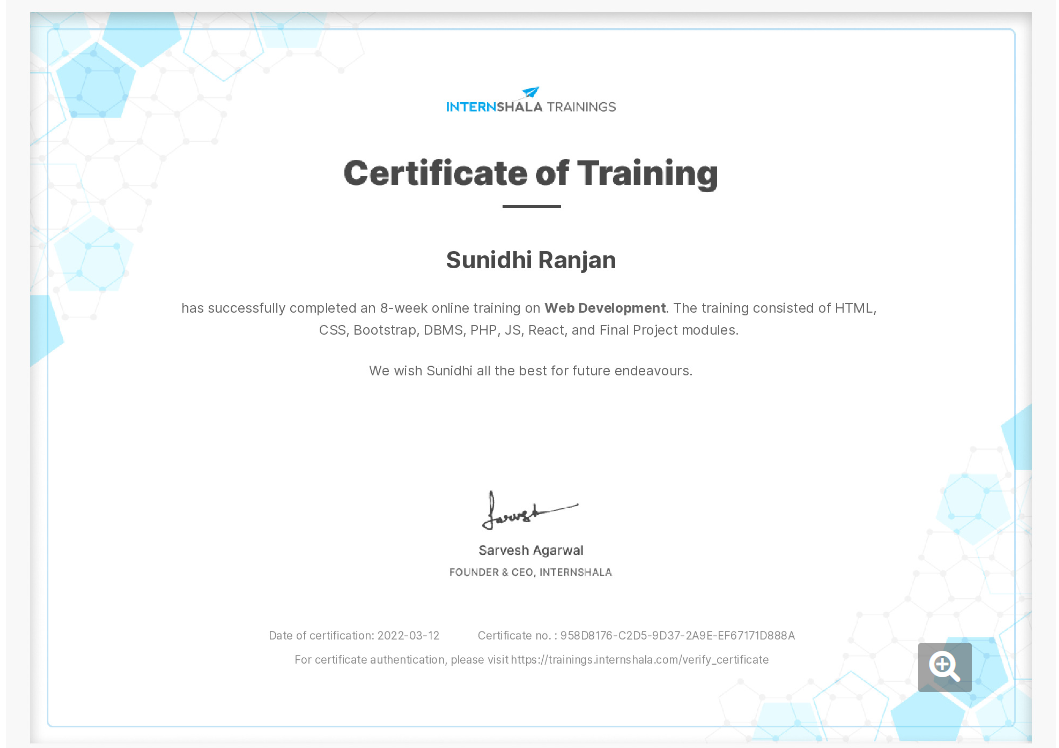 INTERNSHALA TRAININGS
Certificate of Training
Sunidhi Ranjan
has successfully completed an 8-week online training on Web Development. The training consisted of HTML,
CSS, Bootstrap, DBMS, PHP, JS, React, and Final Project modules.
We wish Sunidhi all the best for future endeavours.
Sarvesh
Sarvesh Agarwal
FOUNDER & CEO, INTERNSHALA
Date of certification: 2022-03-12 Certificate no. : 958D8176-C2D5-9D37-2A9E-EF67171D888A
For certificate authentication, please visit https://trainings.internshala.com/verify_certificate